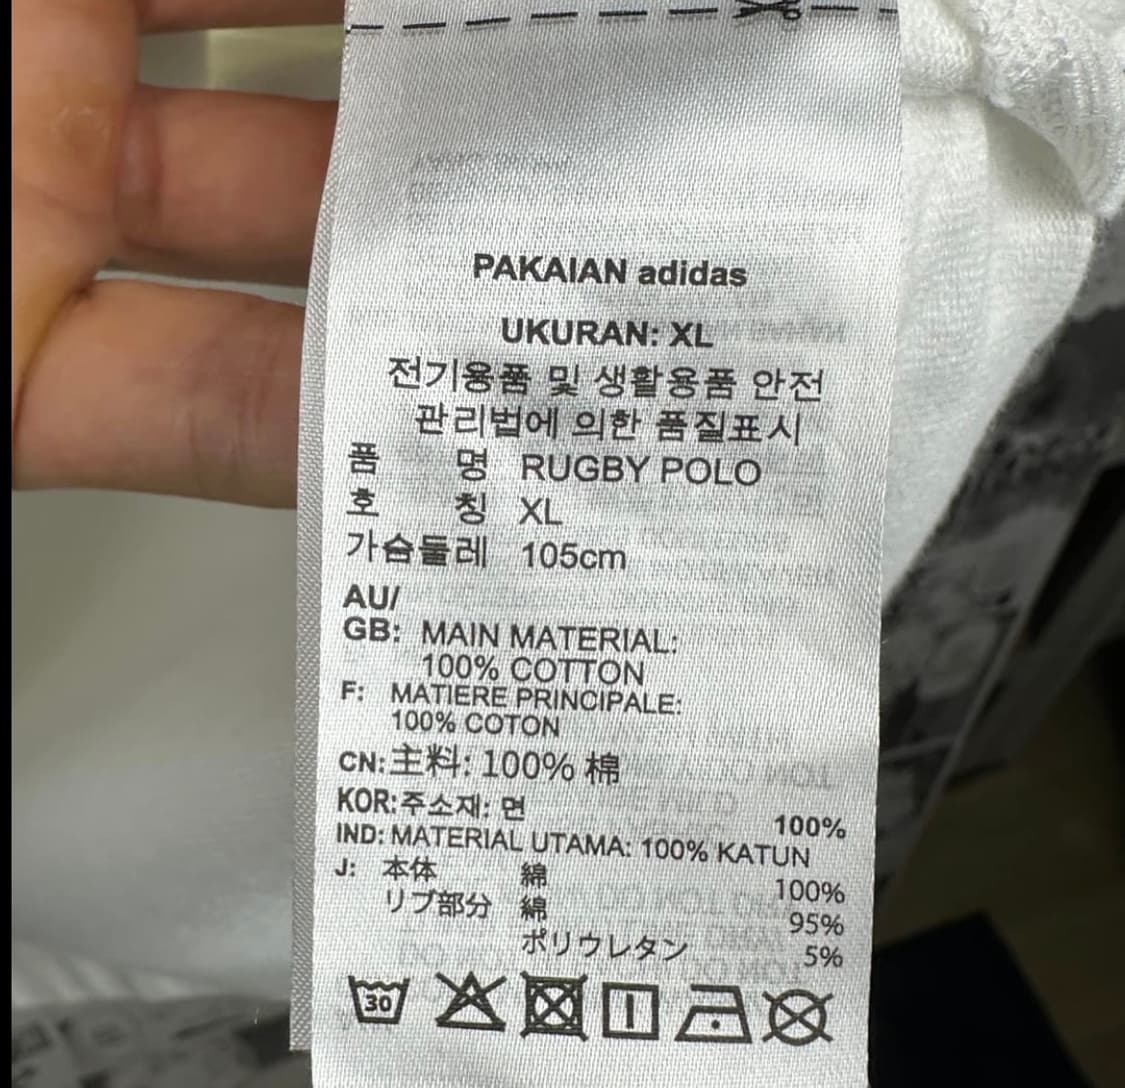 PAKAIAN adidas
UKURAN: XL
전기용품 및 생활용품 안전
관리법에 의한 품질표시
품 명 RUGBY POLO
호 칭 XL
가슴둘레 105cm
AU/
GB: MAIN MATERIAL:
100% COTTON
F: MATIERE PRINCIPALE:
100% COTON
CN:主料: 100% 棉
KOR:주소재: 면 100%
IND: MATERIAL UTAMA: 100% KATUN
J: 本体 綿 100%
リブ部分 綿 95%
ポリウレタン 5%
30